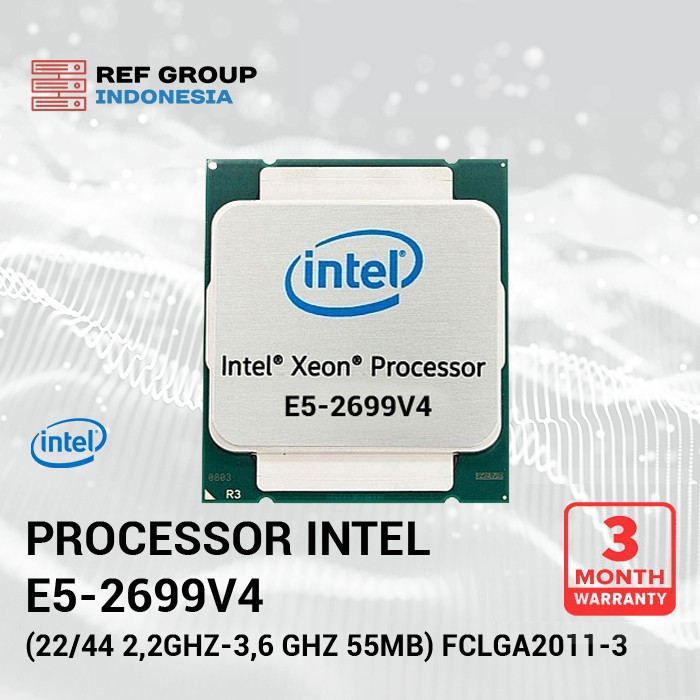 REF GROUP
INDONESIA
intel®
Intel® Xeon® Processor
E5-2699V4
0803
R3
intel
PROCESSOR INTEL
E5-2699V4
(22/44 2,2GHZ-3,6 GHZ 55MB) FCLGA2011-3
3
MONTH
WARRANTY